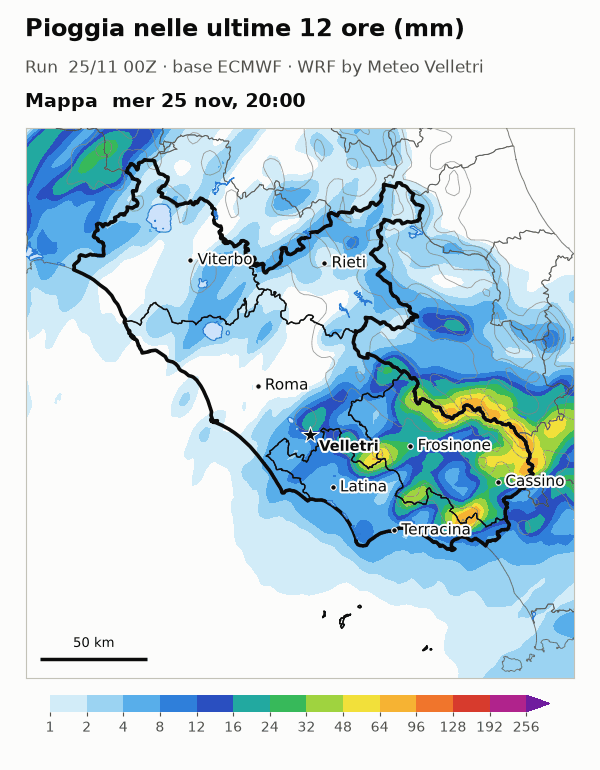 Pioggia nelle ultime 12 ore (mm)
Run  25/11 00Z · base ECMWF · WRF by Meteo Velletri
Mappa  mer 25 nov, 20:00
Viterbo
Rieti
Roma
Velletri
Frosinone
Cassino
Latina
Terracina
50 km
1 2 4 8 12 16 24 32 48 64 96 128 192 256